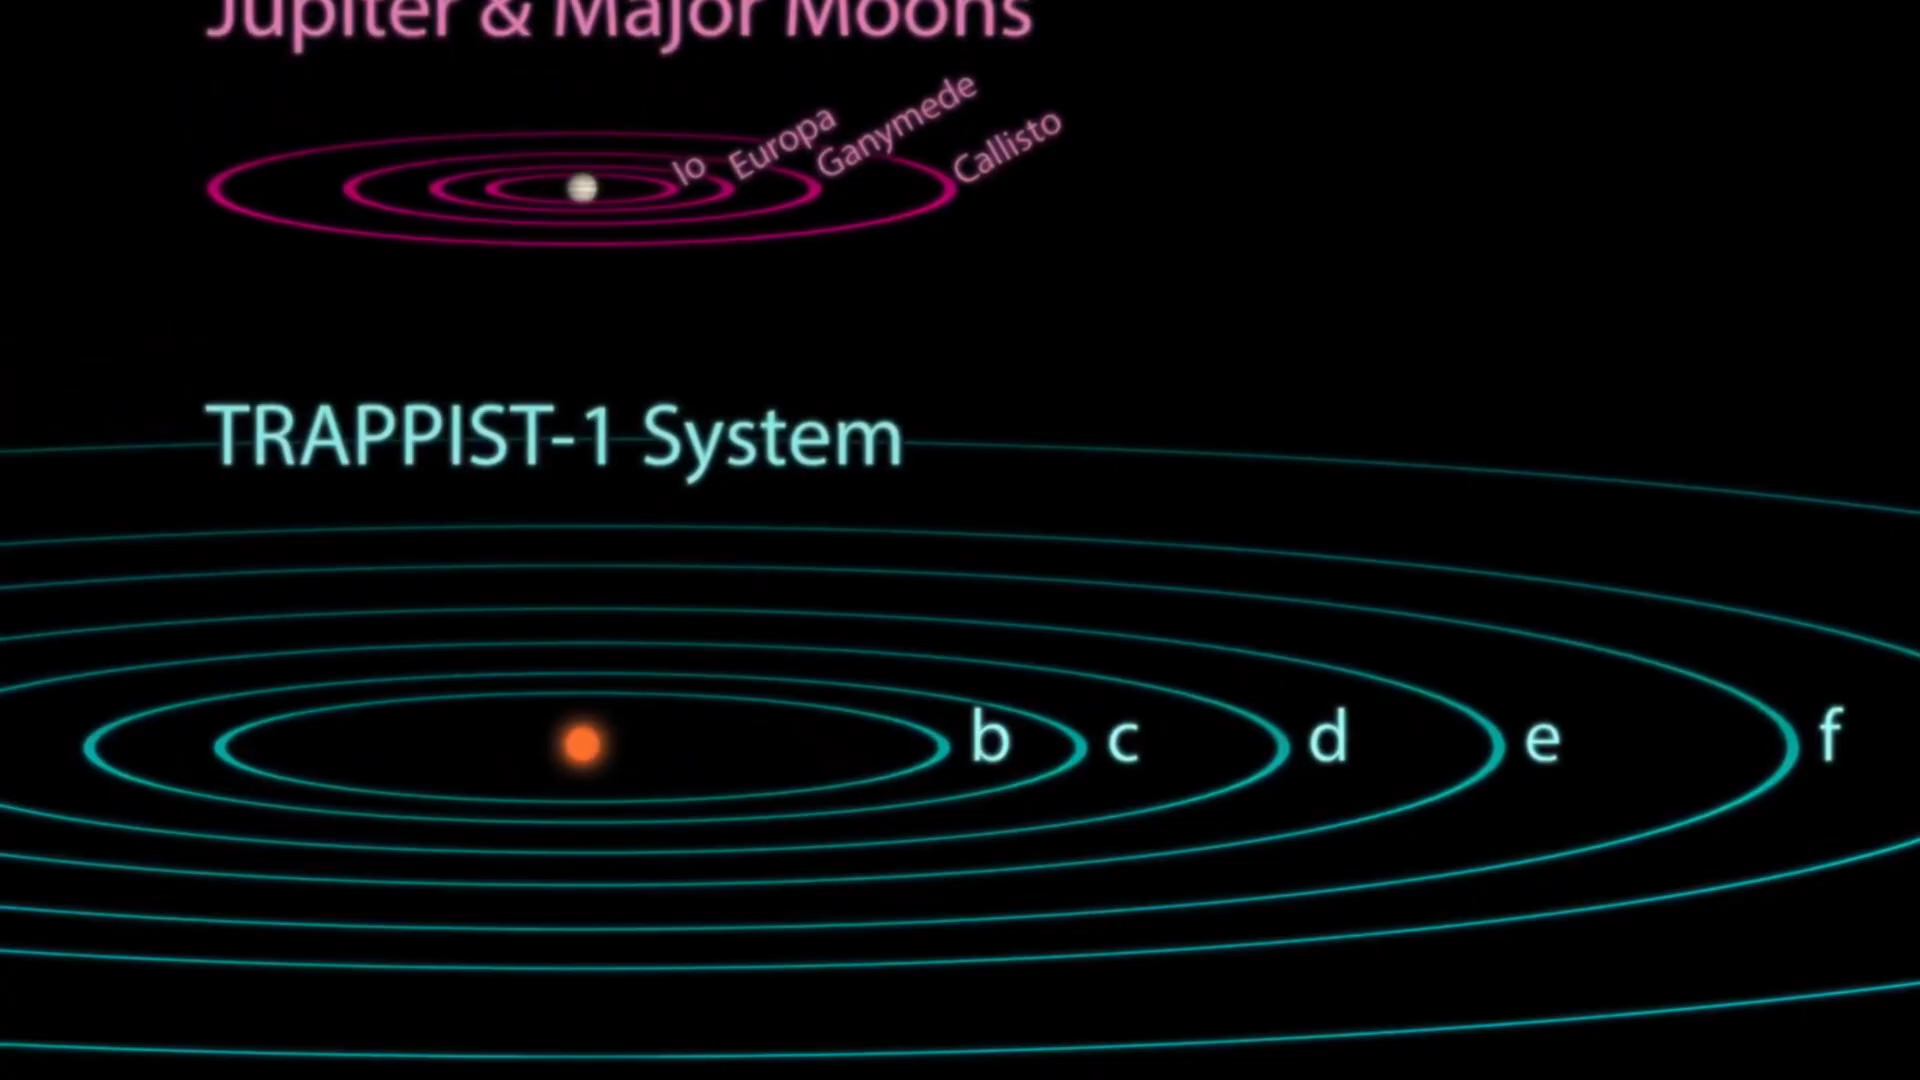 Jupiter & Major Moons
Io Europa Ganymede Callisto
TRAPPIST-1 System
b c d e f